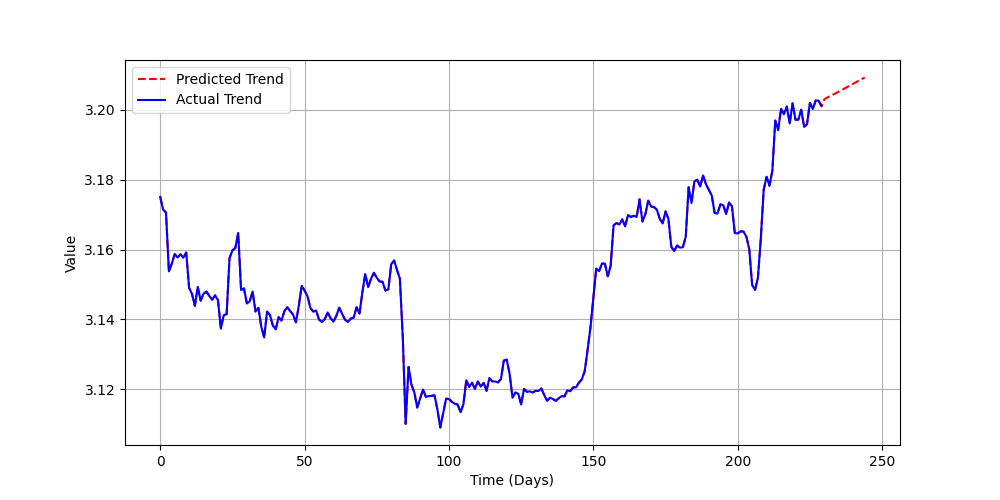 Predicted Trend
Actual Trend
3.20
3.18
3.16
3.14
3.12
Value
0
50
100
150
200
250
Time (Days)